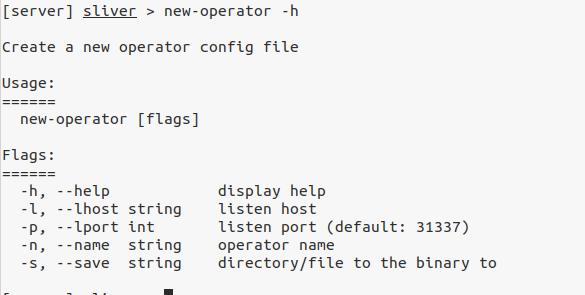 [server] sliver > new-operator -h
Create a new operator config file
Usage:
======
new-operator [flags]
Flags:
======
-h, --help display help
-l, --lhost string listen host
-p, --lport int listen port (default: 31337)
-n, --name string operator name
-s, --save string directory/file to the binary to